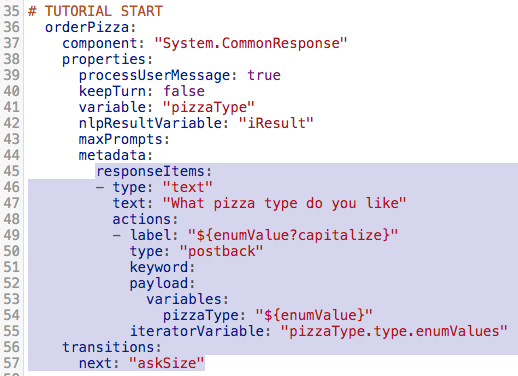 35 # TUTORIAL START
36   orderPizza:
37     component: "System.CommonResponse"
38     properties:
39       processUserMessage: true
40       keepTurn: false
41       variable: "pizzaType"
42       nlpResultVariable: "iResult"
43       maxPrompts:
44       metadata:
45         responseItems:
46         - type: "text"
47           text: "What pizza type do you like"
48           actions:
49           - label: "${enumValue?capitalize}"
50             type: "postback"
51             keyword:
52             payload:
53               variables:
54                 pizzaType: "${enumValue}"
55             iteratorVariable: "pizzaType.type.enumValues"
56     transitions:
57       next: "askSize"